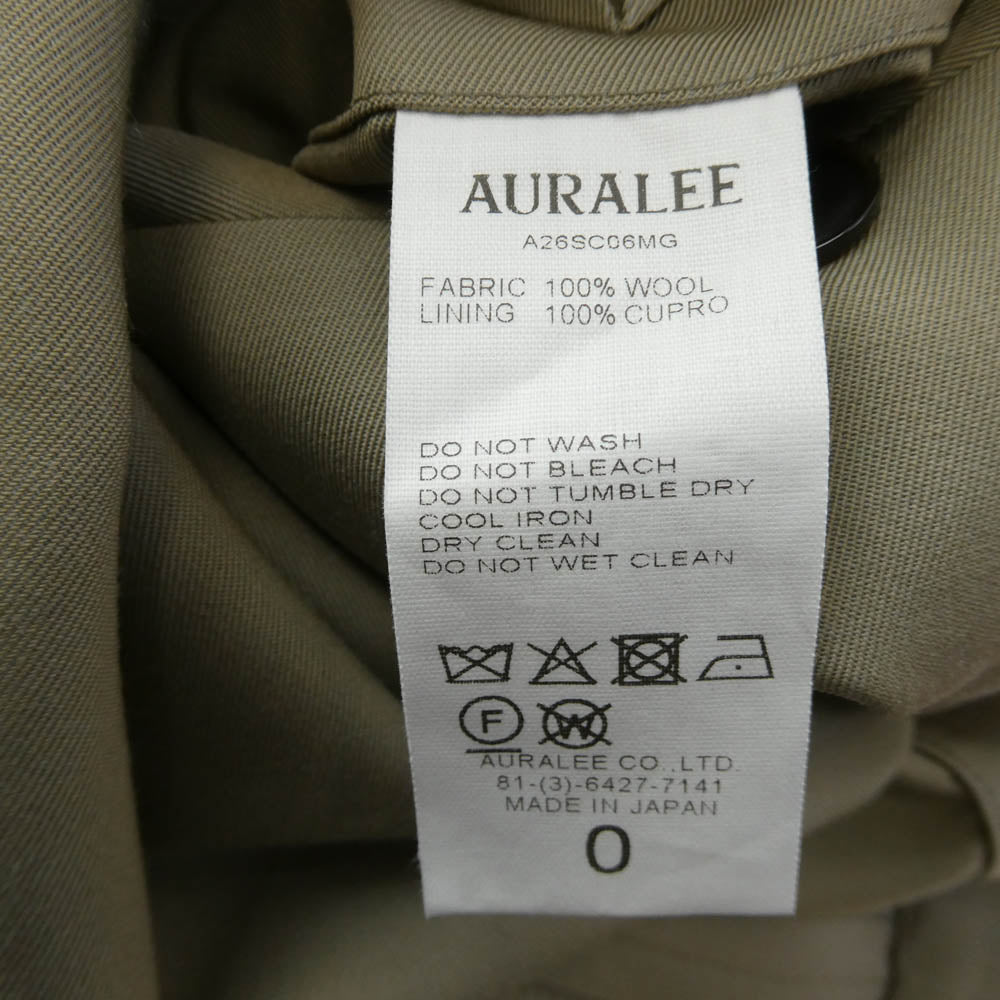 AURALEE
A26SC06MG
FABRIC 100% WOOL
LINING 100% CUPRO
DO NOT WASH
DO NOT BLEACH
DO NOT TUMBLE DRY
COOL IRON
DRY CLEAN
DO NOT WET CLEAN
F W
AURALEE CO.,LTD.
81-(3)-6427-7141
MADE IN JAPAN
0